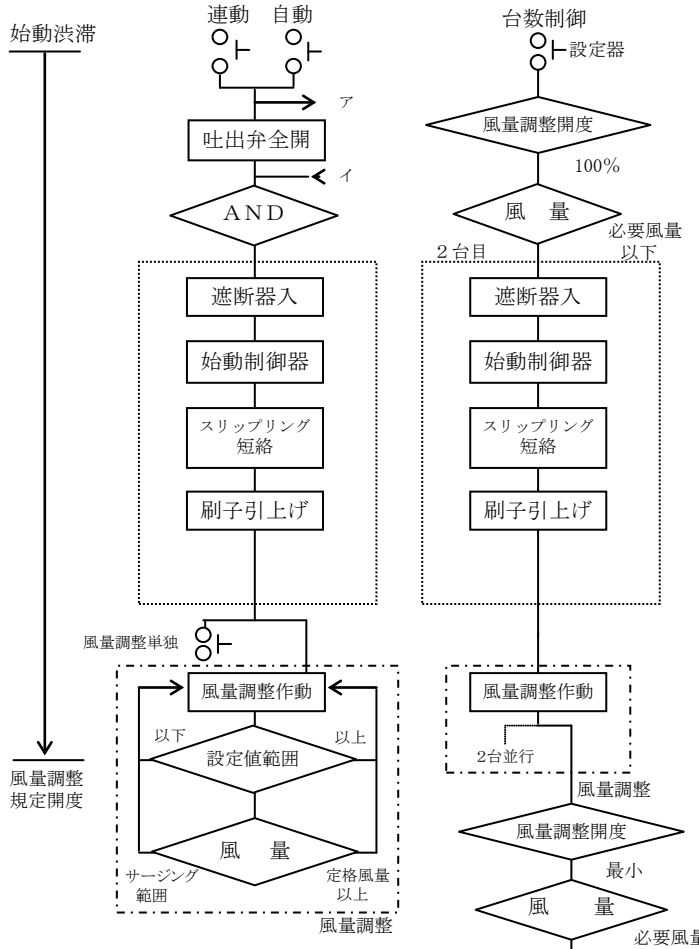 始動渋滞
風量調整
規定開度
連動
自動
ア
吐出弁全開
イ
AND
遮断器入
始動制御器
スリップリング
短絡
刷子引上げ
風量調整単独
風量調整作動
以下
設定値範囲
以上
風 量
サージング
範囲
定格風量
以上
風量調整
台数制御
設定器
風量調整開度
100%
風 量
必要風量
以下
2台目
遮断器入
始動制御器
スリップリング
短絡
刷子引上げ
風量調整作動
2台並行
風量調整
風量調整開度
最小
風 量
必要風量